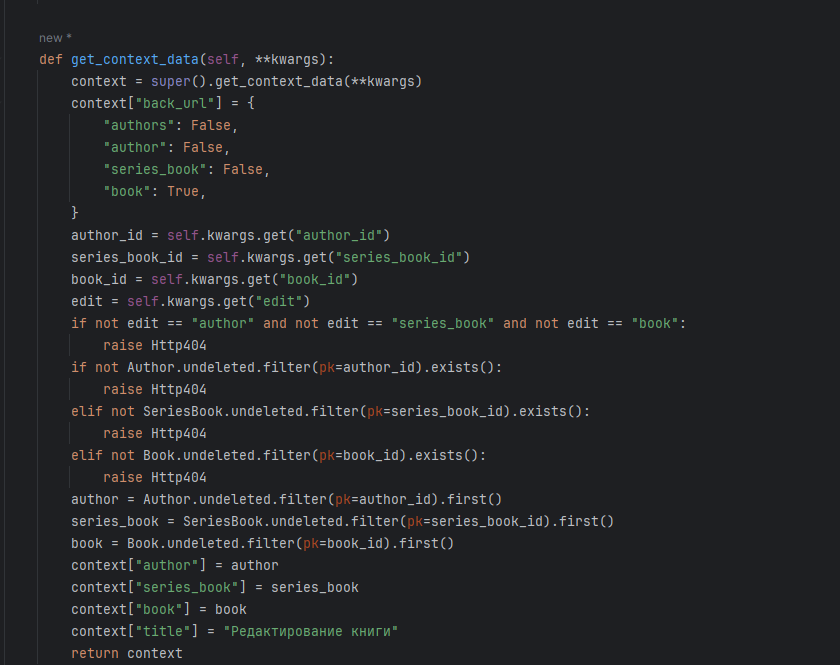 new *
def get_context_data(self, **kwargs):
    context = super().get_context_data(**kwargs)
    context["back_url"] = {
        "authors": False,
        "author": False,
        "series_book": False,
        "book": True,
    }
    author_id = self.kwargs.get("author_id")
    series_book_id = self.kwargs.get("series_book_id")
    book_id = self.kwargs.get("book_id")
    edit = self.kwargs.get("edit")
    if not edit == "author" and not edit == "series_book" and not edit == "book":
        raise Http404
    if not Author.undeleted.filter(pk=author_id).exists():
        raise Http404
    elif not SeriesBook.undeleted.filter(pk=series_book_id).exists():
        raise Http404
    elif not Book.undeleted.filter(pk=book_id).exists():
        raise Http404
    author = Author.undeleted.filter(pk=author_id).first()
    series_book = SeriesBook.undeleted.filter(pk=series_book_id).first()
    book = Book.undeleted.filter(pk=book_id).first()
    context["author"] = author
    context["series_book"] = series_book
    context["book"] = book
    context["title"] = "Редактирование книги"
    return context